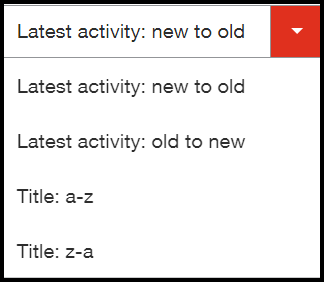 Latest activity: new to old
Latest activity: new to old
Latest activity: old to new
Title: a-z
Title: z-a